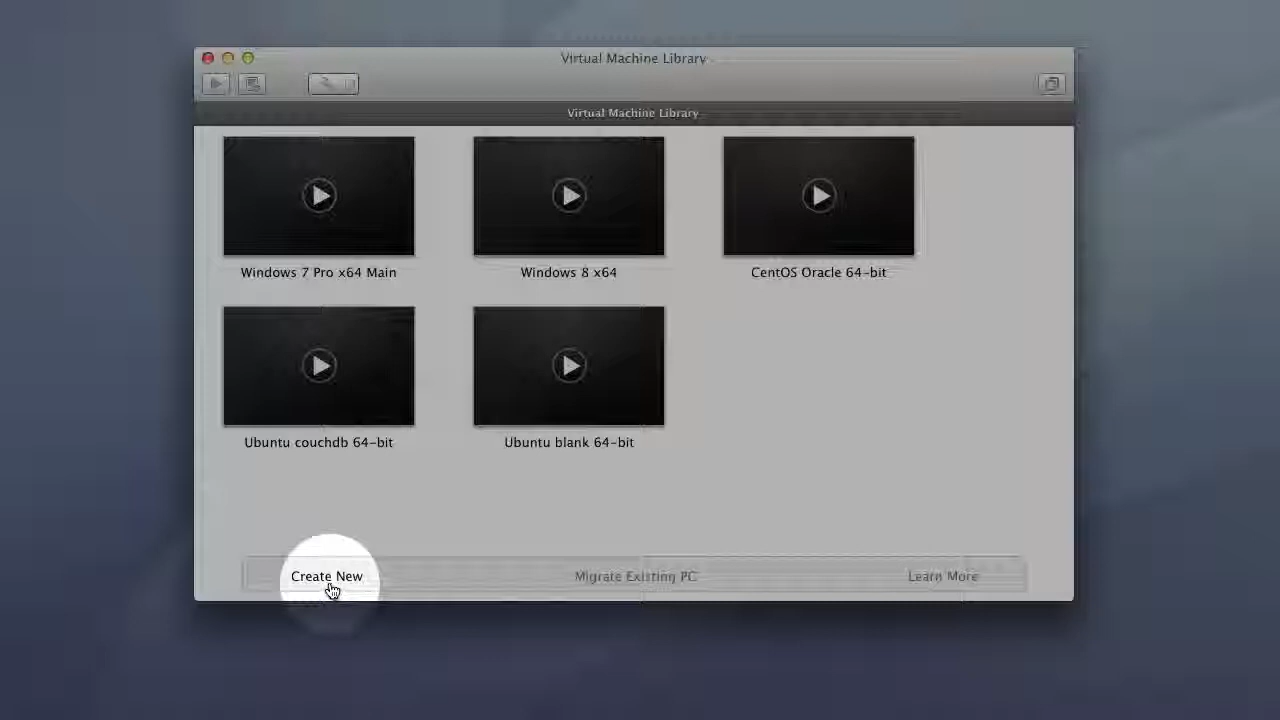 Virtual Machine Library
Virtual Machine Library
Windows 7 Pro x64 Main
Windows 8 x64
CentOS Oracle 64-bit
Ubuntu couchdb 64-bit
Ubuntu blank 64-bit
Create New
Migrate Existing PC
Learn More